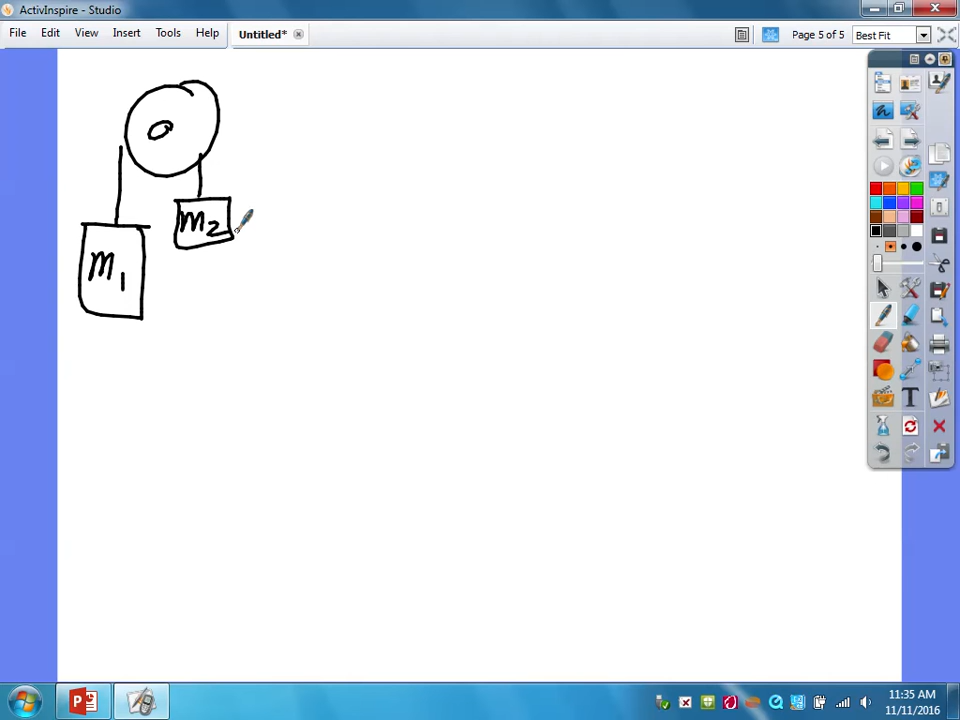 ActivInspire - Studio
File Edit View Insert Tools Help Untitled* Page 5 of 5 Best Fit
m2
m1
T
11:35 AM
11/11/2016